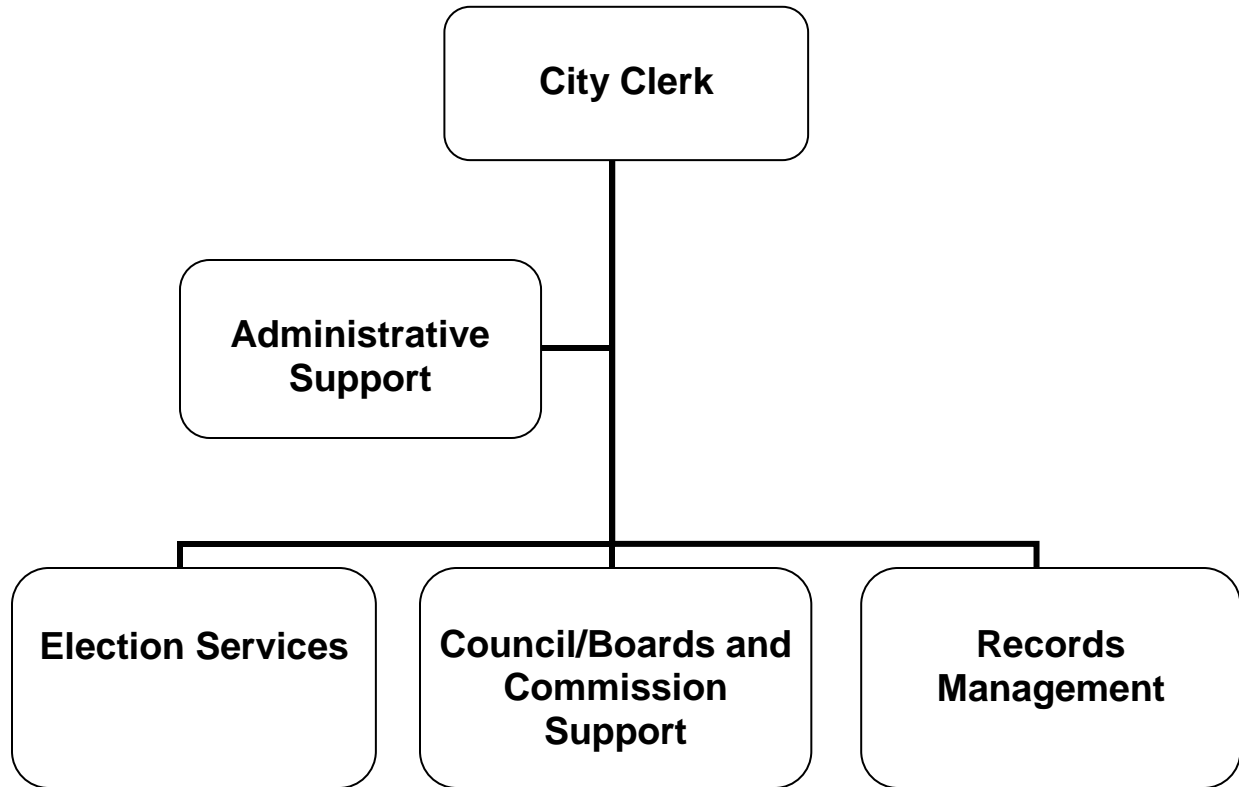 City Clerk
Administrative
Support
Election Services
Council/Boards and
Commission
Support
Records
Management